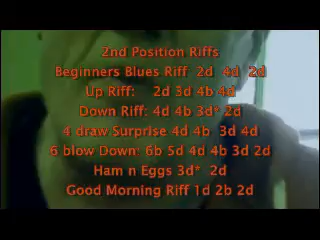 2nd Position Riffs
Beginners Blues Riff 2d 4d 2d
Up Riff: 2d 3d 4b 4d
Down Riff: 4d 4b 3d* 2d
4 draw Surprise 4d 4b 3d 4d
6 blow Down: 6b 5d 4d 4b 3d 2d
Ham n Eggs 3d* 2d
Good Morning Riff 1d 2b 2d